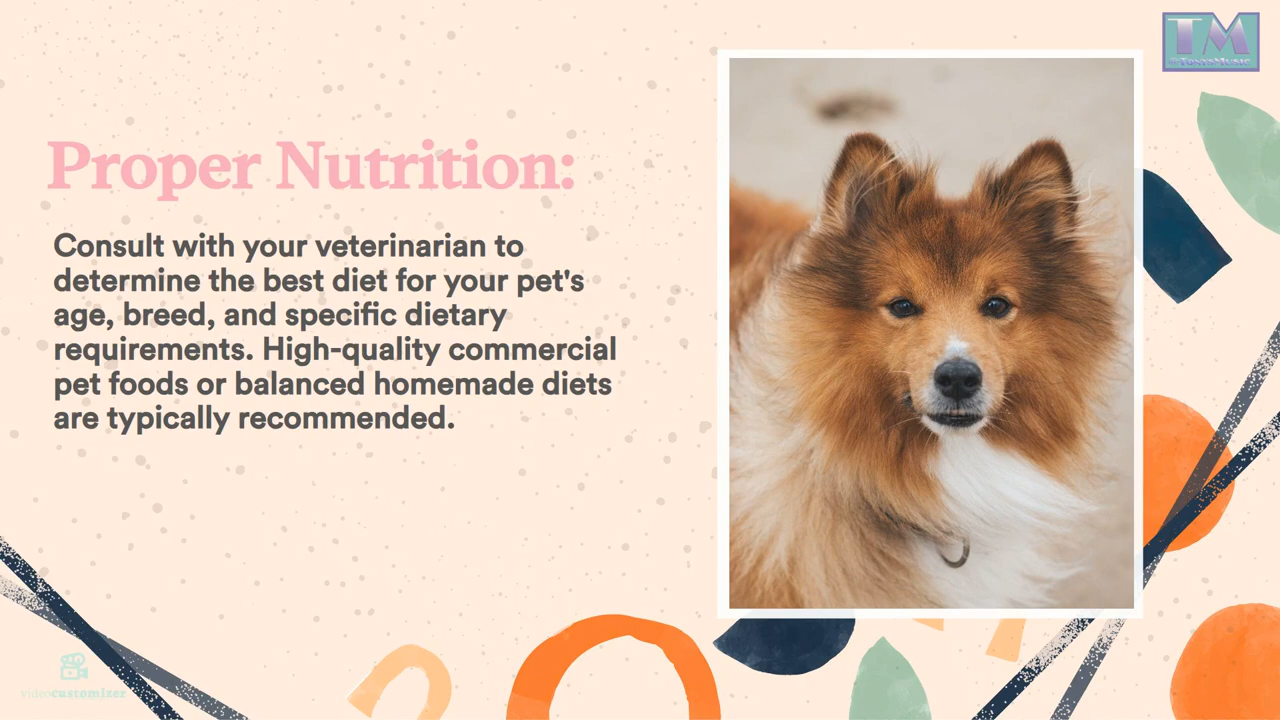 TM
Proper Nutrition:
Consult with your veterinarian to
determine the best diet for your pet's
age, breed, and specific dietary
requirements. High-quality commercial
pet foods or balanced homemade diets
are typically recommended.
videocustomizer